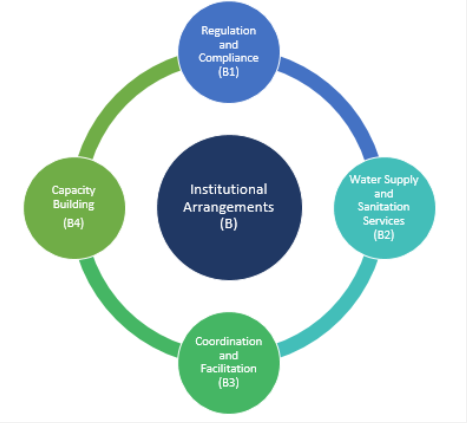 Regulation
and
Compliance
(B1)
Water Supply
and
Sanitation
Services
(B2)
Coordination
and
Facilitation
(B3)
Capacity
Building
(B4)
Institutional
Arrangements
(B)